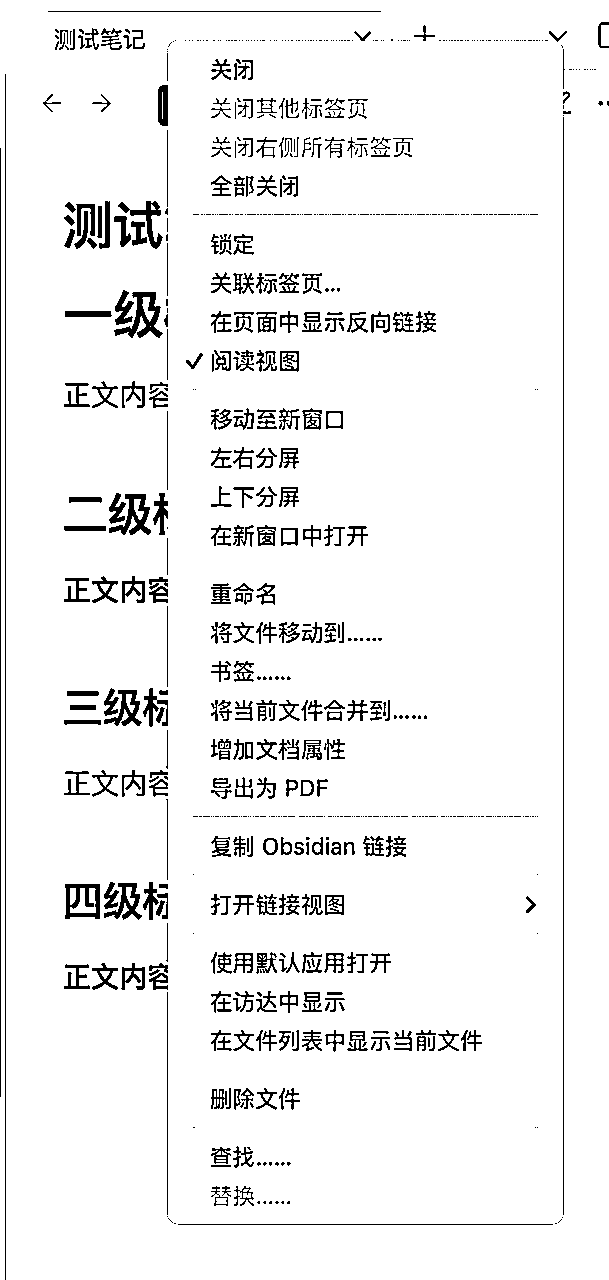 测试笔记
关闭
关闭其他标签页
关闭右侧所有标签页
全部关闭
测试
锁定
关联标签页...
一级
在页面中显示反向链接
✓ 阅读视图
正文内容
移动至新窗口
左右分屏
上下分屏
二级标
在新窗口中打开
正文内容
重命名
将文件移动到……
书签……
三级标
将当前文件合并到……
增加文档属性
正文内容
导出为 PDF
复制 Obsidian 链接
四级标
打开链接视图
使用默认应用打开
正文内容
在访达中显示
在文件列表中显示当前文件
删除文件
查找……
替换……